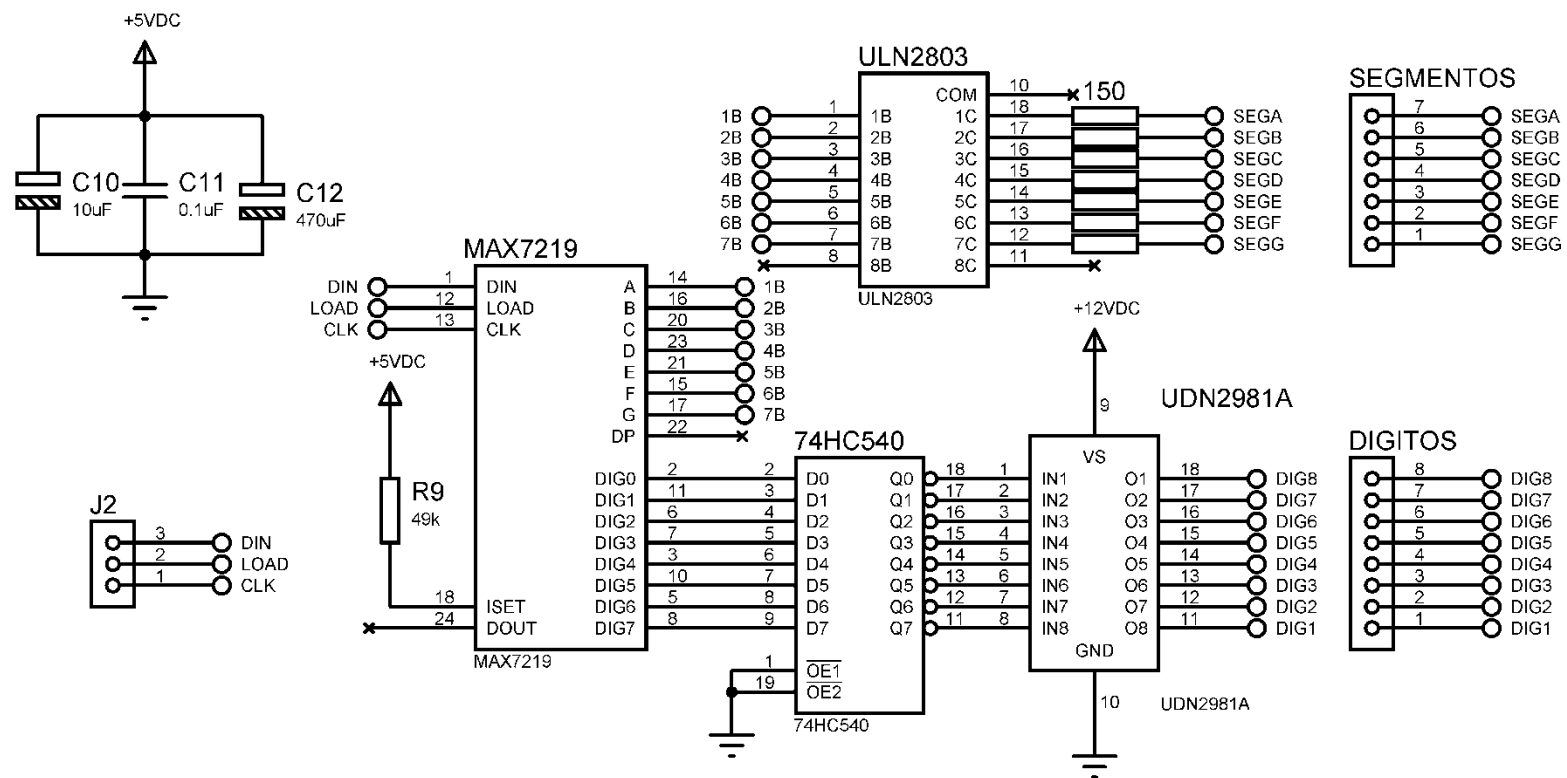 +5VDC
C10
10uF
C11
0.1uF
C12
470uF
ULN2803
1B 1 1B COM 10
2B 2 2B 1C 18 150 SEGA
3B 3 3B 2C 17 SEGB
4B 4 4B 3C 16 SEGC
5B 5 5B 4C 15 SEGD
6B 6 6B 5C 14 SEGE
7B 7 7B 6C 13 SEGF
8 8B 7C 12 SEGG
8C 11
ULN2803
SEGMENTOS
7 SEGA
6 SEGB
5 SEGC
4 SEGD
3 SEGE
2 SEGF
1 SEGG
MAX7219
DIN 1 DIN A 14 1B
LOAD 12 LOAD B 16 2B
CLK 13 CLK C 20 3B
D 23 4B
E 21 5B
F 15 6B
G 17 7B
DP 22
+5VDC
R9
49k
18 ISET
24 DOUT
DIG0 2
DIG1 11
DIG2 6
DIG3 7
DIG4 3
DIG5 10
DIG6 5
DIG7 8
MAX7219
J2
3 DIN
2 LOAD
1 CLK
74HC540
2 D0 Q0 18
3 D1 Q1 17
4 D2 Q2 16
5 D3 Q3 15
6 D4 Q4 14
7 D5 Q5 13
8 D6 Q6 12
9 D7 Q7 11
1 OE1
19 OE2
74HC540
+12VDC
9
UDN2981A
VS
1 IN1 O1 18 DIG8
2 IN2 O2 17 DIG7
3 IN3 O3 16 DIG6
4 IN4 O4 15 DIG5
5 IN5 O5 14 DIG4
6 IN6 O6 13 DIG3
7 IN7 O7 12 DIG2
8 IN8 O8 11 DIG1
GND
10
UDN2981A
DIGITOS
8 DIG8
7 DIG7
6 DIG6
5 DIG5
4 DIG4
3 DIG3
2 DIG2
1 DIG1